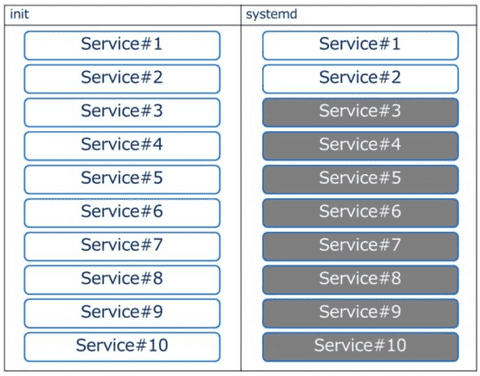 init
Service#1
Service#2
Service#3
Service#4
Service#5
Service#6
Service#7
Service#8
Service#9
Service#10
systemd
Service#1
Service#2
Service#3
Service#4
Service#5
Service#6
Service#7
Service#8
Service#9
Service#10